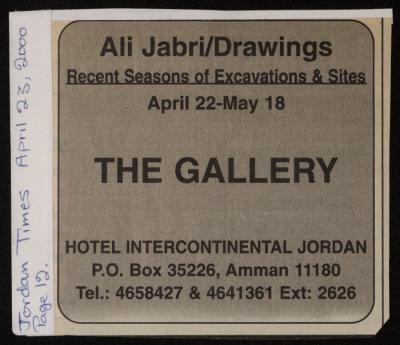 Jordan Times April 23, 2000
Page 12.
Ali Jabri/Drawings
Recent Seasons of Excavations & Sites
April 22-May 18
THE GALLERY
HOTEL INTERCONTINENTAL JORDAN
P.O. Box 35226, Amman 11180
Tel.: 4658427 & 4641361 Ext: 2626